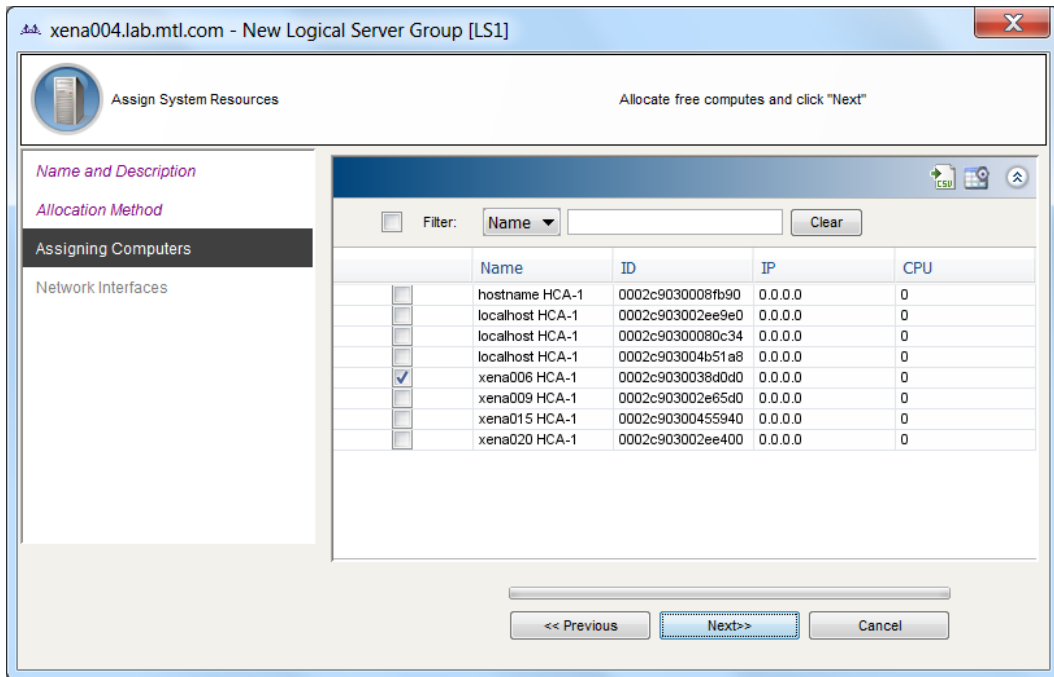 xena004.lab.mtl.com - New Logical Server Group [LS1]
Assign System Resources
Allocate free computes and click "Next"
Name and Description
Allocation Method
Assigning Computers
Network Interfaces
CSV
Filter: Name Clear
Name ID IP CPU
hostname HCA-1 0002c9030008fb90 0.0.0.0 0
localhost HCA-1 0002c903002ee9e0 0.0.0.0 0
localhost HCA-1 0002c90300080c34 0.0.0.0 0
localhost HCA-1 0002c903004b51a8 0.0.0.0 0
xena006 HCA-1 0002c9030038d0d0 0.0.0.0 0
xena009 HCA-1 0002c903002e65d0 0.0.0.0 0
xena015 HCA-1 0002c90300455940 0.0.0.0 0
xena020 HCA-1 0002c903002ee400 0.0.0.0 0
<< Previous Next>> Cancel